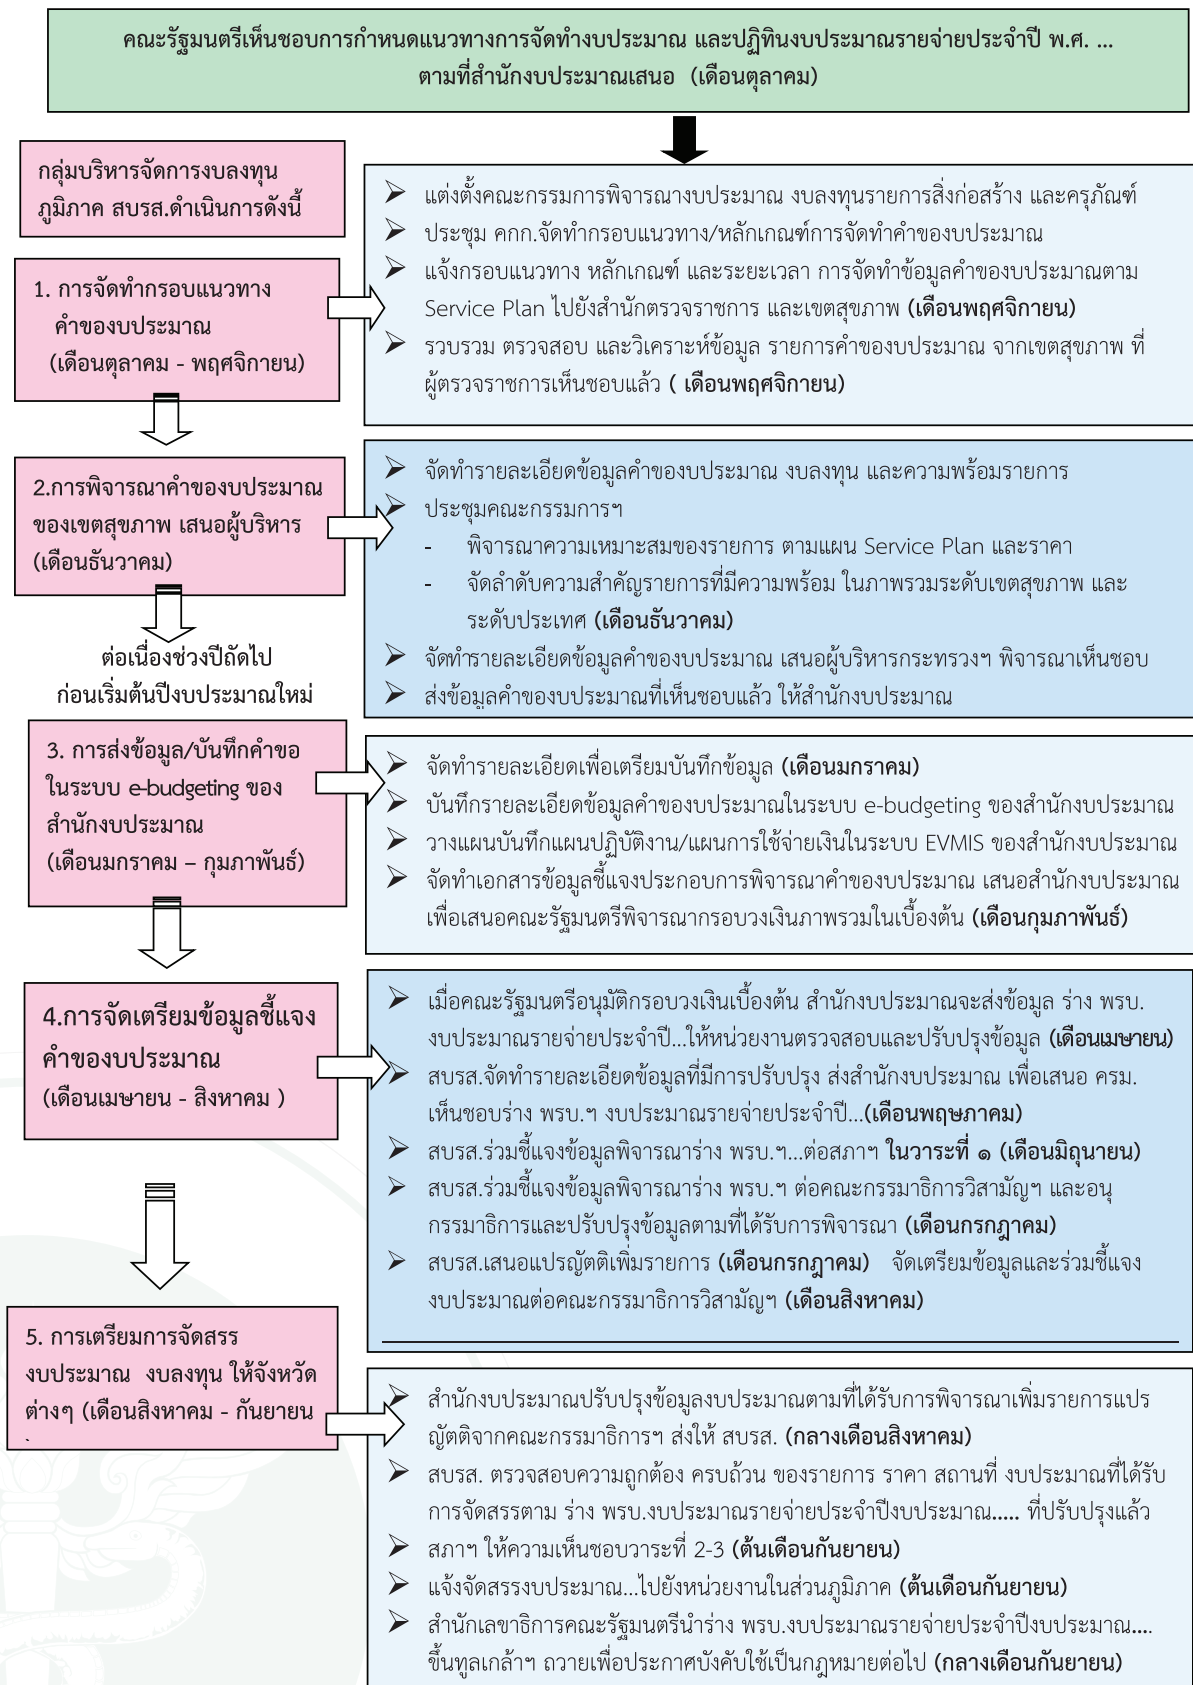 คณะรัฐมนตรีเห็นชอบการกำหนดแนวทางการจัดทำงบประมาณ และปฏิทินงบประมาณรายจ่ายประจำปี พ.ศ. ...
ตามที่สำนักงบประมาณเสนอ (เดือนตุลาคม)
กลุ่มบริหารจัดการงบลงทุน
ภูมิภาค สบรส.ดำเนินการดังนี้
1. การจัดทำกรอบแนวทาง
คำของบประมาณ
(เดือนตุลาคม - พฤศจิกายน)
➢ แต่งตั้งคณะกรรมการพิจารณางบประมาณ งบลงทุนรายการสิ่งก่อสร้าง และครุภัณฑ์
➢ ประชุม คกก.จัดทำกรอบแนวทาง/หลักเกณฑ์การจัดทำคำของบประมาณ
➢ แจ้งกรอบแนวทาง หลักเกณฑ์ และระยะเวลา การจัดทำข้อมูลคำของบประมาณตาม
Service Plan ไปยังสำนักตรวจราชการ และเขตสุขภาพ (เดือนพฤศจิกายน)
➢ รวบรวม ตรวจสอบ และวิเคราะห์ข้อมูล รายการคำของบประมาณ จากเขตสุขภาพ ที่
ผู้ตรวจราชการเห็นชอบแล้ว ( เดือนพฤศจิกายน)
2.การพิจารณาคำของบประมาณ
ของเขตสุขภาพ เสนอผู้บริหาร
(เดือนธันวาคม)
➢ จัดทำรายละเอียดข้อมูลคำของบประมาณ งบลงทุน และความพร้อมรายการ
➢ ประชุมคณะกรรมการฯ
- พิจารณาความเหมาะสมของรายการ ตามแผน Service Plan และราคา
- จัดลำดับความสำคัญรายการที่มีความพร้อม ในภาพรวมระดับเขตสุขภาพ และ
ระดับประเทศ (เดือนธันวาคม)
➢ จัดทำรายละเอียดข้อมูลคำของบประมาณ เสนอผู้บริหารกระทรวงฯ พิจารณาเห็นชอบ
➢ ส่งข้อมูลคำของบประมาณที่เห็นชอบแล้ว ให้สำนักงบประมาณ
ต่อเนื่องช่วงปีถัดไป
ก่อนเริ่มต้นปีงบประมาณใหม่
3. การส่งข้อมูล/บันทึกคำขอ
ในระบบ e-budgeting ของ
สำนักงบประมาณ
(เดือนมกราคม – กุมภาพันธ์)
➢ จัดทำรายละเอียดเพื่อเตรียมบันทึกข้อมูล (เดือนมกราคม)
➢ บันทึกรายละเอียดข้อมูลคำของบประมาณในระบบ e-budgeting ของสำนักงบประมาณ
➢ วางแผนบันทึกแผนปฏิบัติงาน/แผนการใช้จ่ายเงินในระบบ EVMIS ของสำนักงบประมาณ
➢ จัดทำเอกสารข้อมูลชี้แจงประกอบการพิจารณาคำของบประมาณ เสนอสำนักงบประมาณ
เพื่อเสนอคณะรัฐมนตรีพิจารณากรอบวงเงินภาพรวมในเบื้องต้น (เดือนกุมภาพันธ์)
4.การจัดเตรียมข้อมูลชี้แจง
คำของบประมาณ
(เดือนเมษายน - สิงหาคม )
➢ เมื่อคณะรัฐมนตรีอนุมัติกรอบวงเงินเบื้องต้น สำนักงบประมาณจะส่งข้อมูล ร่าง พรบ.
งบประมาณรายจ่ายประจำปี...ให้หน่วยงานตรวจสอบและปรับปรุงข้อมูล (เดือนเมษายน)
➢ สบรส.จัดทำรายละเอียดข้อมูลที่มีการปรับปรุง ส่งสำนักงบประมาณ เพื่อเสนอ ครม.
เห็นชอบร่าง พรบ.ฯ งบประมาณรายจ่ายประจำปี...(เดือนพฤษภาคม)
➢ สบรส.ร่วมชี้แจงข้อมูลพิจารณาร่าง พรบ.ฯ...ต่อสภาฯ ในวาระที่ ๑ (เดือนมิถุนายน)
➢ สบรส.ร่วมชี้แจงข้อมูลพิจารณาร่าง พรบ.ฯ ต่อคณะกรรมาธิการวิสามัญฯ และอนุ
กรรมาธิการและปรับปรุงข้อมูลตามที่ได้รับการพิจารณา (เดือนกรกฎาคม)
➢ สบรส.เสนอแปรญัตติเพิ่มรายการ (เดือนกรกฎาคม) จัดเตรียมข้อมูลและร่วมชี้แจง
งบประมาณต่อคณะกรรมาธิการวิสามัญฯ (เดือนสิงหาคม)
5. การเตรียมการจัดสรร
งบประมาณ งบลงทุน ให้จังหวัด
ต่างๆ (เดือนสิงหาคม - กันยายน
➢ สำนักงบประมาณปรับปรุงข้อมูลงบประมาณตามที่ได้รับการพิจารณาเพิ่มรายการแปร
ญัตติจากคณะกรรมาธิการฯ ส่งให้ สบรส. (กลางเดือนสิงหาคม)
➢ สบรส. ตรวจสอบความถูกต้อง ครบถ้วน ของรายการ ราคา สถานที่ งบประมาณที่ได้รับ
การจัดสรรตาม ร่าง พรบ.งบประมาณรายจ่ายประจำปีงบประมาณ..... ที่ปรับปรุงแล้ว
➢ สภาฯ ให้ความเห็นชอบวาระที่ 2-3 (ต้นเดือนกันยายน)
➢ แจ้งจัดสรรงบประมาณ...ไปยังหน่วยงานในส่วนภูมิภาค (ต้นเดือนกันยายน)
➢ สำนักเลขาธิการคณะรัฐมนตรีนำร่าง พรบ.งบประมาณรายจ่ายประจำปีงบประมาณ....
ขึ้นทูลเกล้าฯ ถวายเพื่อประกาศบังคับใช้เป็นกฎหมายต่อไป (กลางเดือนกันยายน)